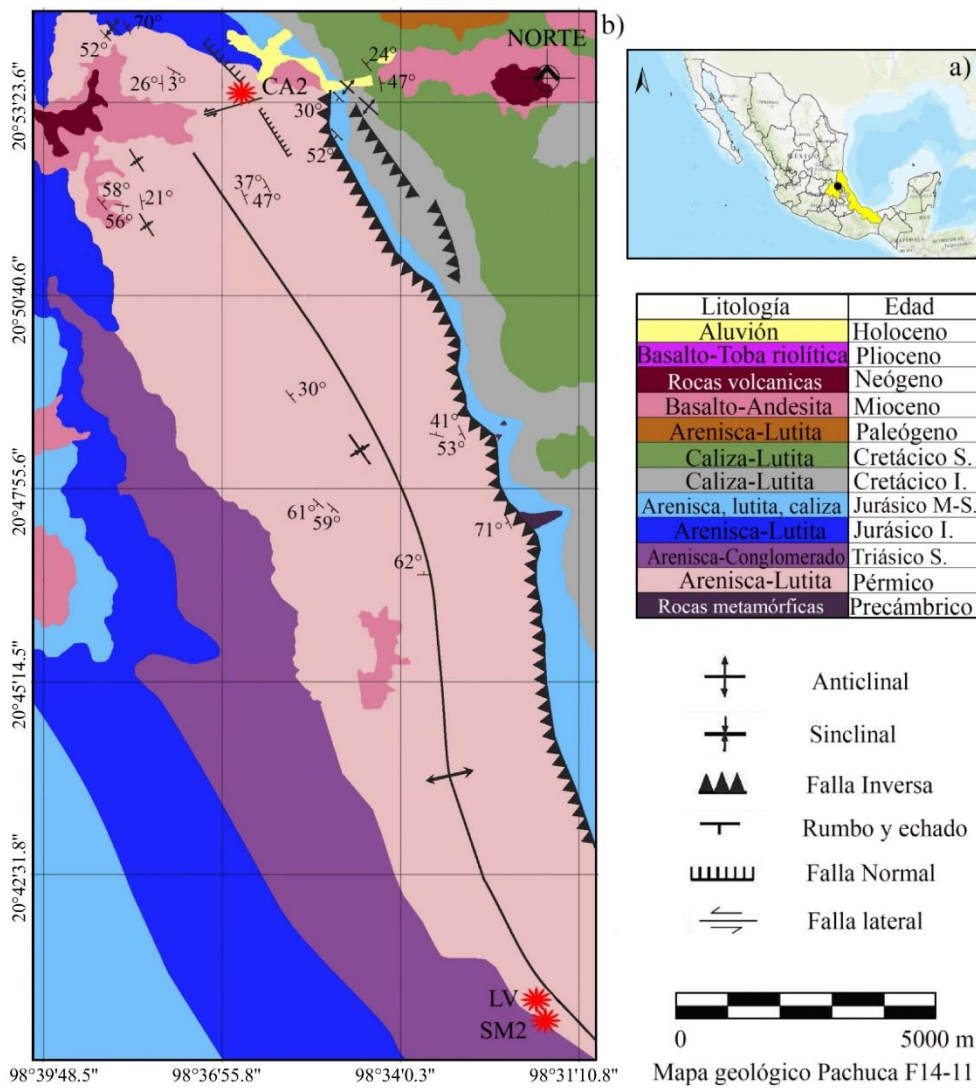 b)
NORTE
a)
MÉXICO
70°
52°
24°
26°
3°
CA2
47°
30°
52°
58°
21°
37°
47°
56°
30°
41°
53°
61°
59°
71°
62°
LV
SM2
20°53'23.6"
20°50'40.6"
20°47'55.6"
20°45'14.5"
20°42'31.8"
98°39'48.5"
98°36'55.8"
98°34'0.3"
98°31'10.8"
Litología Edad
Aluvión Holoceno
Basalto-Toba riolítica Plioceno
Rocas volcanicas Neógeno
Basalto-Andesita Mioceno
Arenisca-Lutita Paleógeno
Caliza-Lutita Cretácico S.
Caliza-Lutita Cretácico I.
Arenisca, lutita, caliza Jurásico M-S.
Arenisca-Lutita Jurásico I.
Arenisca-Conglomerado Triásico S.
Arenisca-Lutita Pérmico
Rocas metamórficas Precámbrico
Anticlinal
Sinclinal
Falla Inversa
Rumbo y echado
Falla Normal
Falla lateral
0 5000 m
Mapa geológico Pachuca F14-11